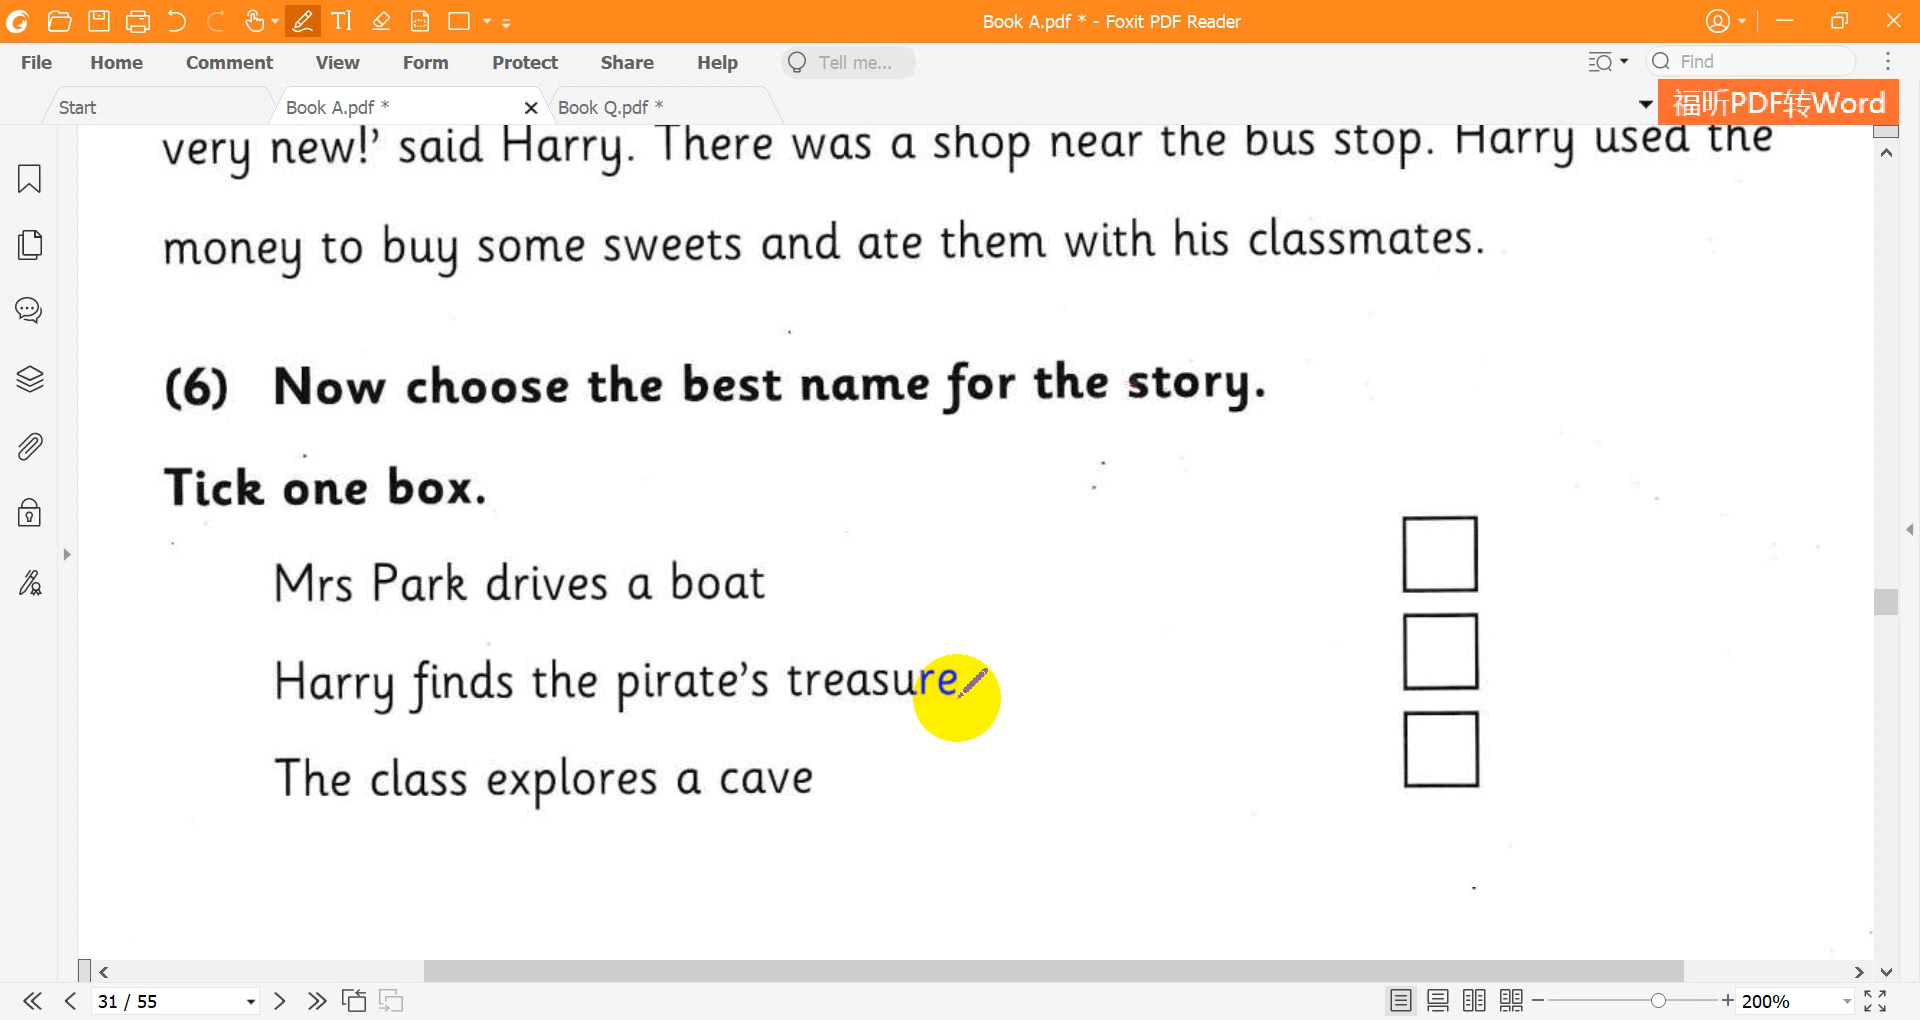 Book A.pdf * - Foxit PDF Reader
File Home Comment View Form Protect Share Help Tell me... Find
Start Book A.pdf * Book Q.pdf * 福昕PDF转Word
very new!' said Harry. There was a shop near the bus stop. Harry used the
money to buy some sweets and ate them with his classmates.
(6) Now choose the best name for the story.
Tick one box.
Mrs Park drives a boat
Harry finds the pirate's treasure
The class explores a cave
31 / 55 200%